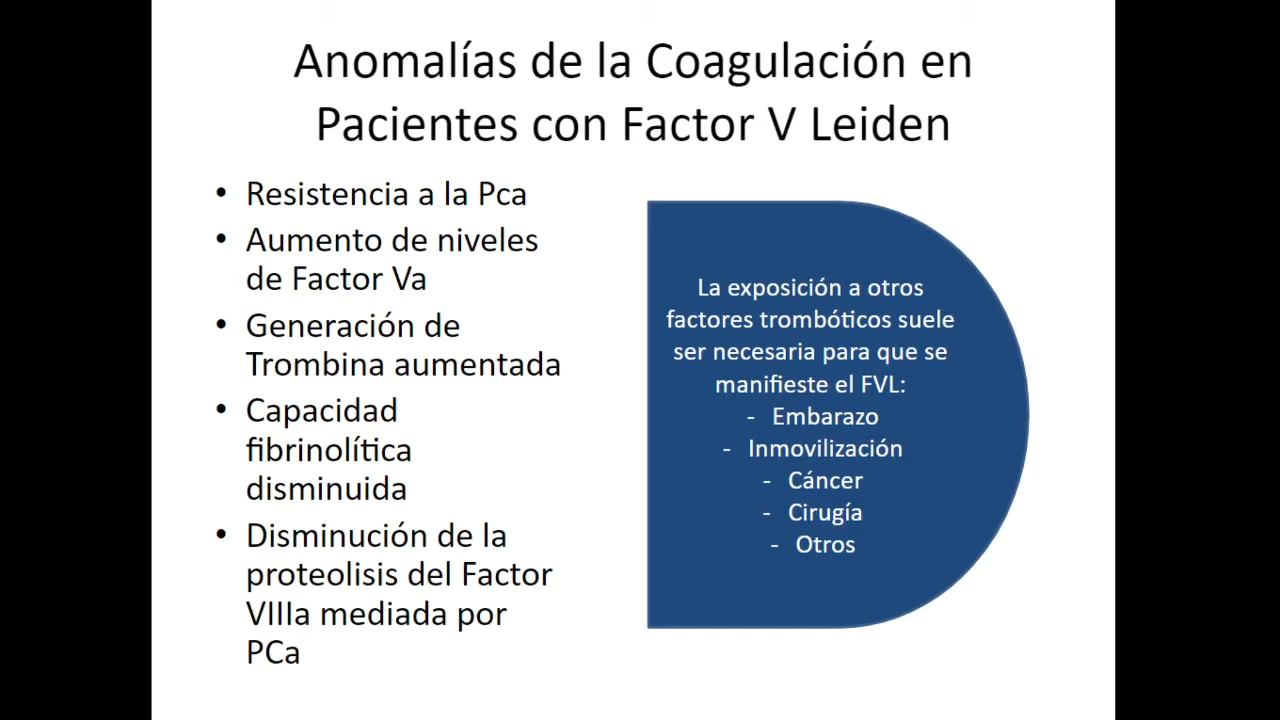 Anomalías de la Coagulación en
Pacientes con Factor V Leiden
• Resistencia a la Pca
• Aumento de niveles
de Factor Va
• Generación de
Trombina aumentada
• Capacidad
fibrinolítica
disminuida
• Disminución de la
proteolisis del Factor
VIIIa mediada por
PCa
La exposición a otros
factores trombóticos suele
ser necesaria para que se
manifieste el FVL:
- Embarazo
- Inmovilización
- Cáncer
- Cirugía
- Otros